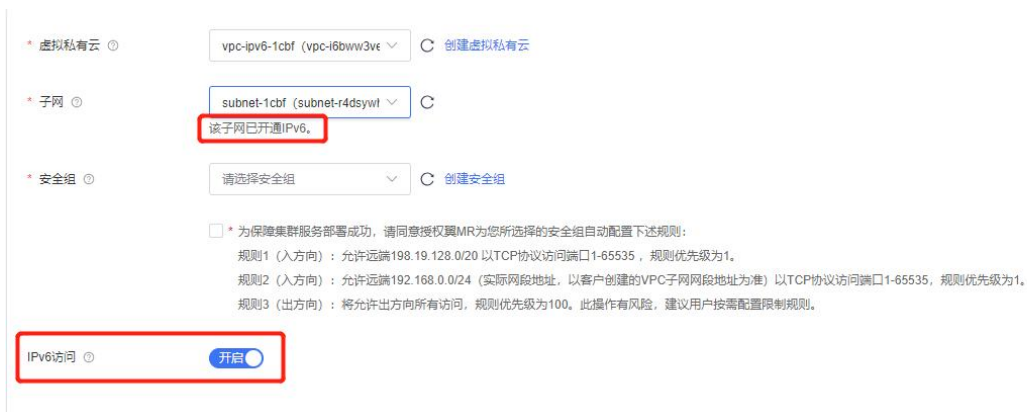 * 虚拟私有云
vpc-ipv6-1cbf (vpc-i6bww3ve
创建虚拟私有云
* 子网
subnet-1cbf (subnet-r4dsywl
该子网已开通IPv6。
* 安全组
请选择安全组
创建安全组
* 为保障集群服务部署成功，请同意授权翼MR为您所选择的安全组自动配置下述规则：
规则1（入方向）：允许远端198.19.128.0/20 以TCP协议访问端口1-65535 ，规则优先级为1。
规则2（入方向）：允许远端192.168.0.0/24（实际网段地址，以客户创建的VPC子网网段地址为准）以TCP协议访问端口1-65535，规则优先级为1。
规则3（出方向）：将允许出方向所有访问，规则优先级为100。此操作有风险，建议用户按需配置限制规则。
IPv6访问
开启